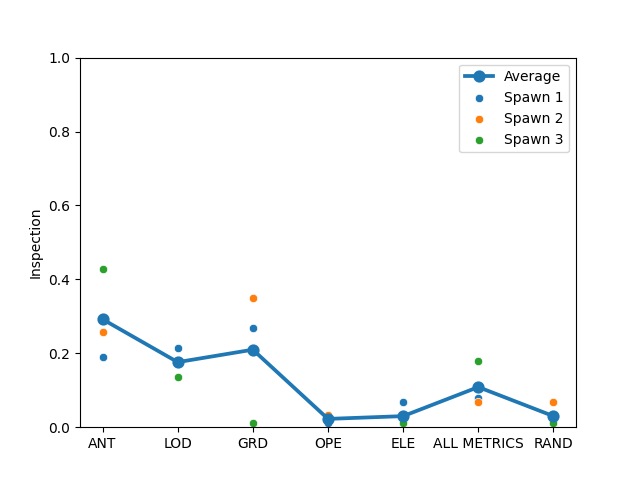 1.0
0.8
0.6
0.4
0.2
0.0
Inspection
Average
Spawn 1
Spawn 2
Spawn 3
ANT LOD GRD OPE ELE ALL METRICS RAND